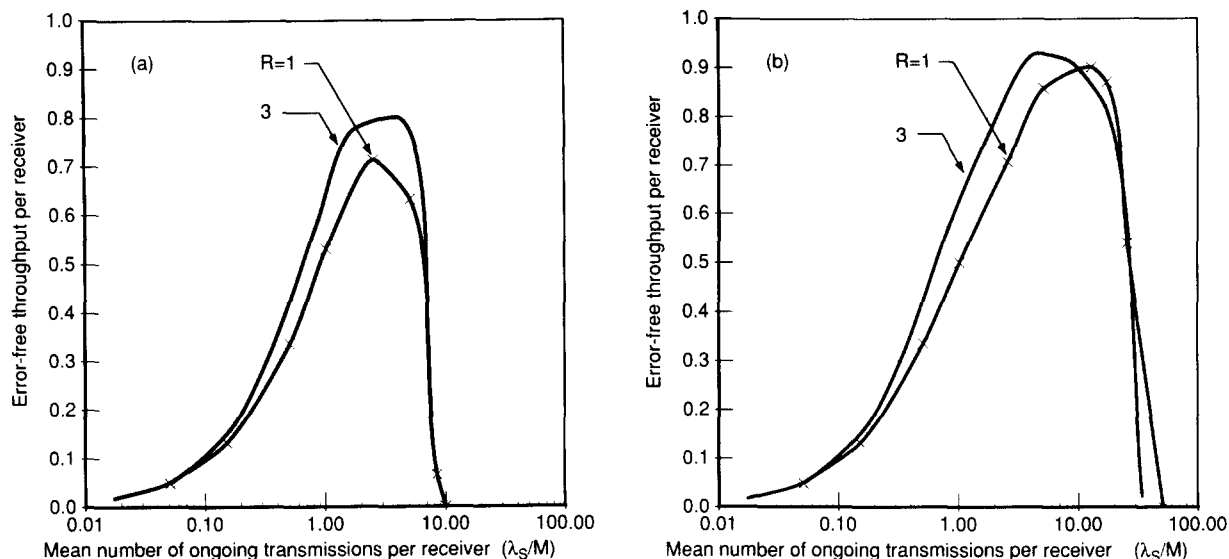 1.0
0.9
0.8
0.7
0.6
0.5
0.4
0.3
0.2
0.1
0.0
Error-free throughput per receiver
(a)
R=1
3
0.01 0.10 1.00 10.00 100.00
Mean number of ongoing transmissions per receiver (λS/M)
1.0
0.9
0.8
0.7
0.6
0.5
0.4
0.3
0.2
0.1
0.0
Error-free throughput per receiver
(b)
R=1
3
0.01 0.10 1.00 10.00 100.00
Mean number of ongoing transmissions per receiver (λS/M)